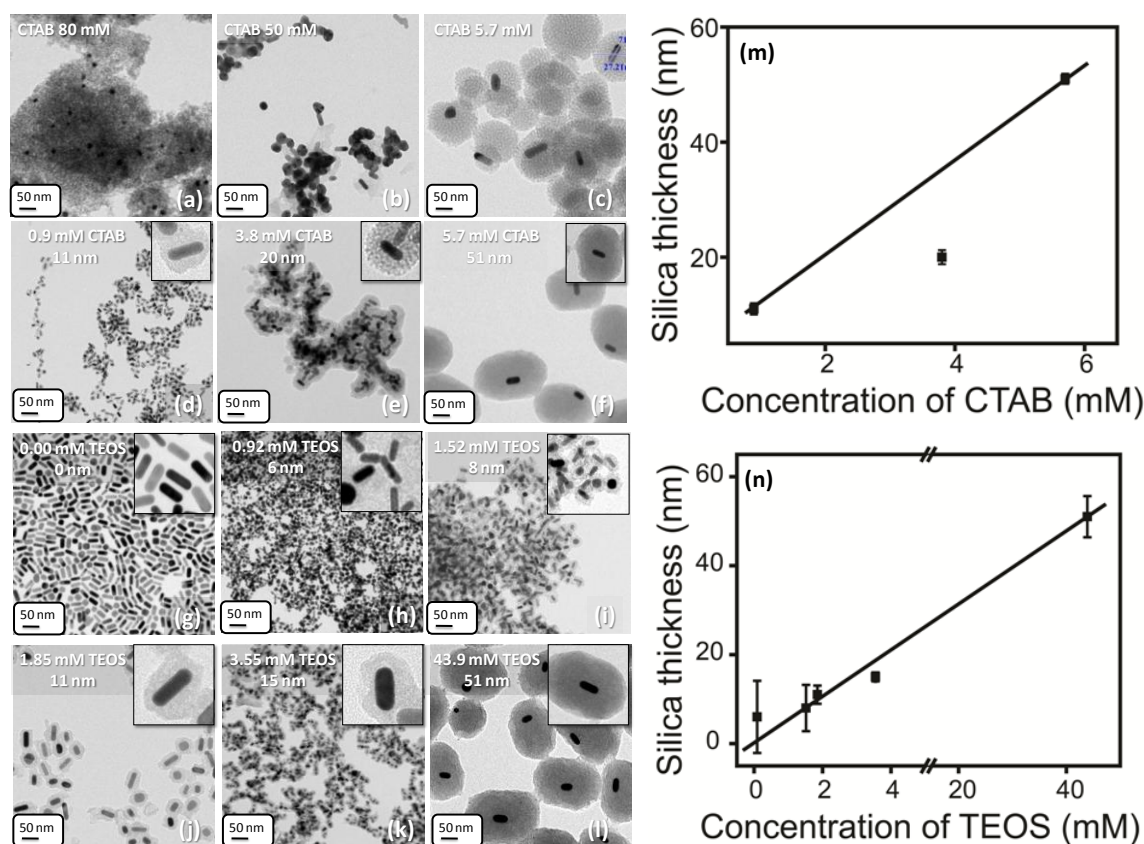 CTAB 80 mM
50 nm
(a)
CTAB 50 mM
50 nm
(b)
CTAB 5.7 mM
50 nm
(c)
0.9 mM CTAB
11 nm
50 nm
(d)
3.8 mM CTAB
20 nm
50 nm
(e)
5.7 mM CTAB
51 nm
50 nm
(f)
0.00 mM TEOS
0 nm
50 nm
(g)
0.92 mM TEOS
6 nm
50 nm
(h)
1.52 mM TEOS
8 nm
50 nm
(i)
1.85 mM TEOS
11 nm
50 nm
(j)
3.55 mM TEOS
15 nm
50 nm
(k)
43.9 mM TEOS
51 nm
50 nm
(l)
(m)
Silica thickness (nm)
60
40
20
2 4 6
Concentration of CTAB (mM)
(n)
Silica thickness (nm)
60
40
20
0
0 2 4 20 40
Concentration of TEOS (mM)